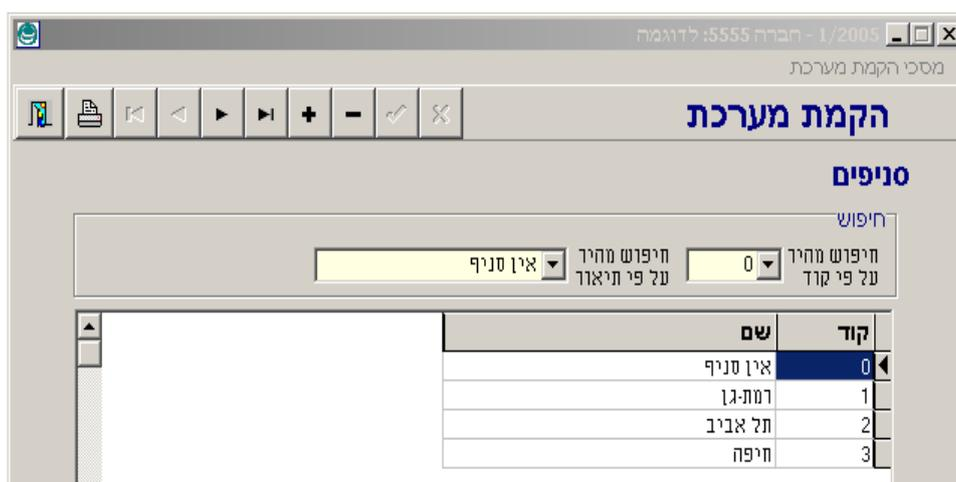 1/2005 - חברה 5555: לדוגמה
מסכי הקמת מערכת
הקמת מערכת
סניפים
חיפוש
חיפוש מהיר
על פי קוד
0
חיפוש מהיר
על פי תיאור
אין סניף
קוד שם
0 אין סניף
1 רמת-גן
2 תל אביב
3 חיפה